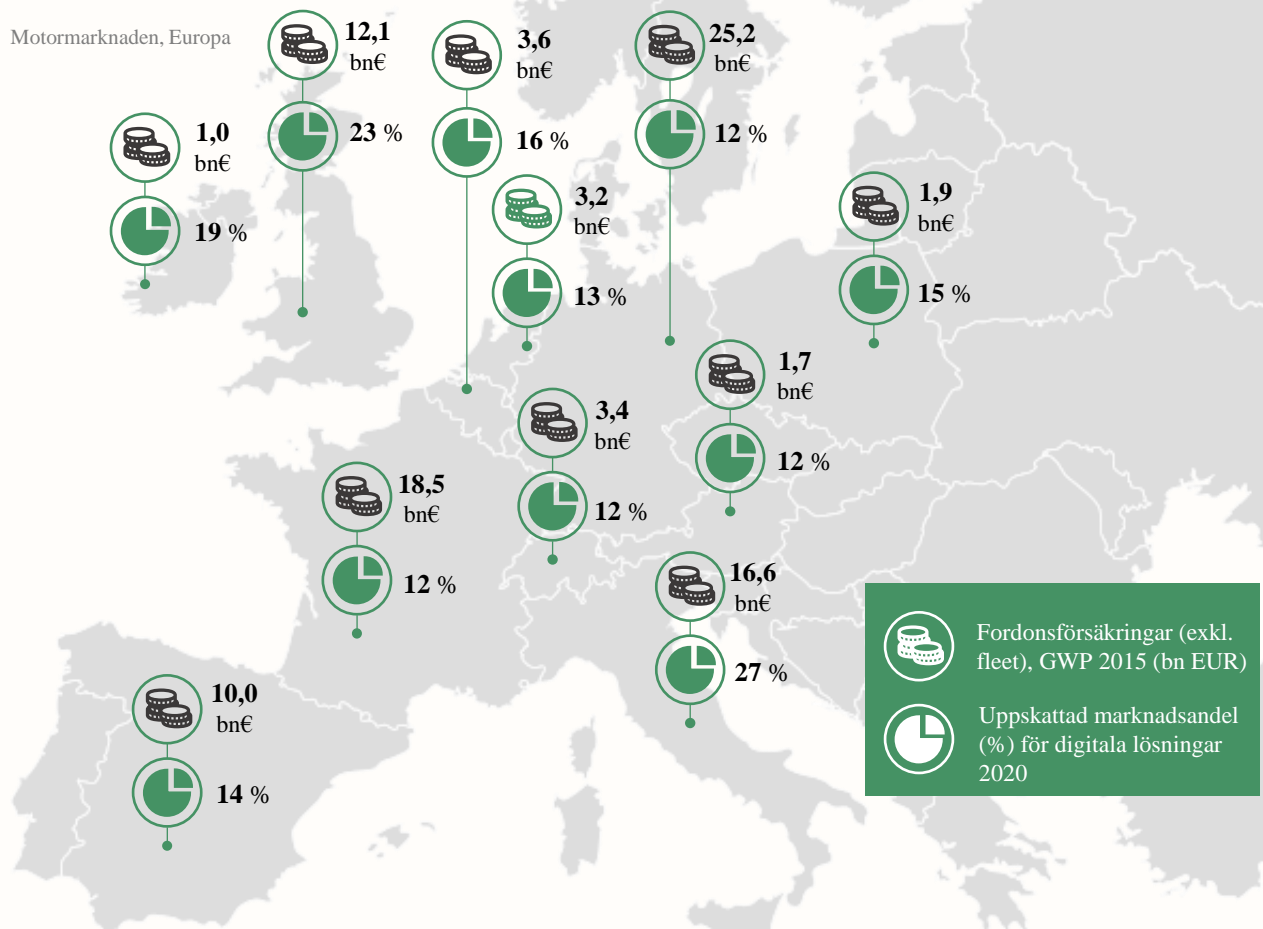 Motormarknaden, Europa
12,1
bn€
23 %
3,6
bn€
16 %
25,2
bn€
12 %
1,0
bn€
19 %
3,2
bn€
13 %
1,9
bn€
15 %
1,7
bn€
12 %
3,4
bn€
12 %
18,5
bn€
12 %
16,6
bn€
27 %
10,0
bn€
14 %
Fordonsförsäkringar (exkl.
fleet), GWP 2015 (bn EUR)
Uppskattad marknadsandel
(%) för digitala lösningar
2020